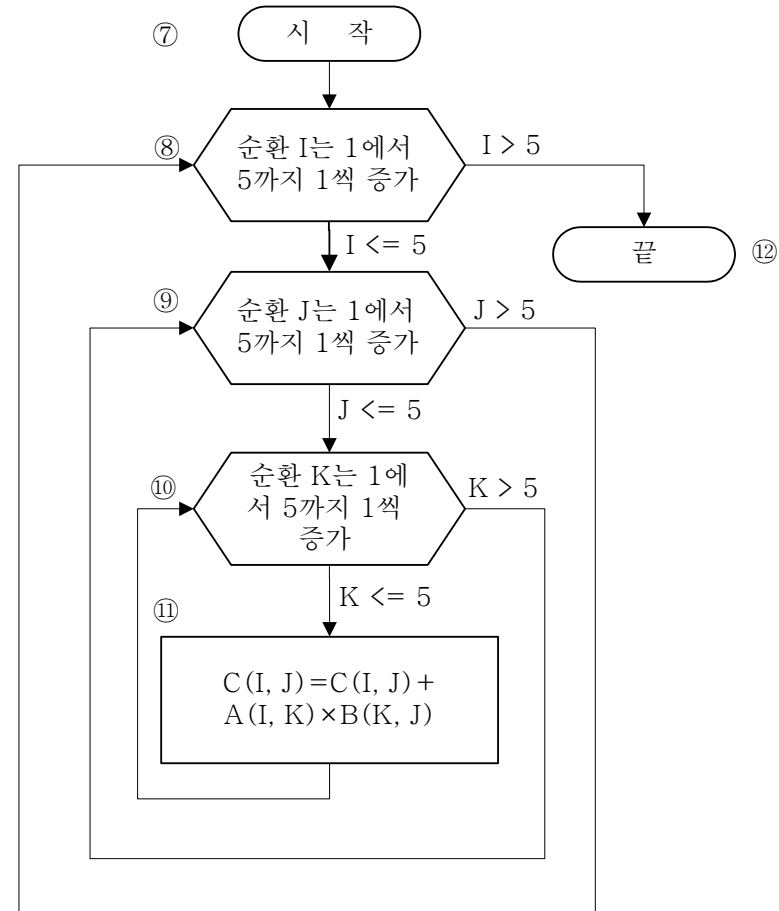 ⑦
시 작
⑧
순환 I는 1에서
5까지 1씩 증가
I > 5
I <= 5
끝
⑫
⑨
순환 J는 1에서
5까지 1씩 증가
J > 5
J <= 5
⑩
순환 K는 1에
서 5까지 1씩
증가
K > 5
K <= 5
⑪
C(I, J)=C(I, J)+
A(I, K)×B(K, J)